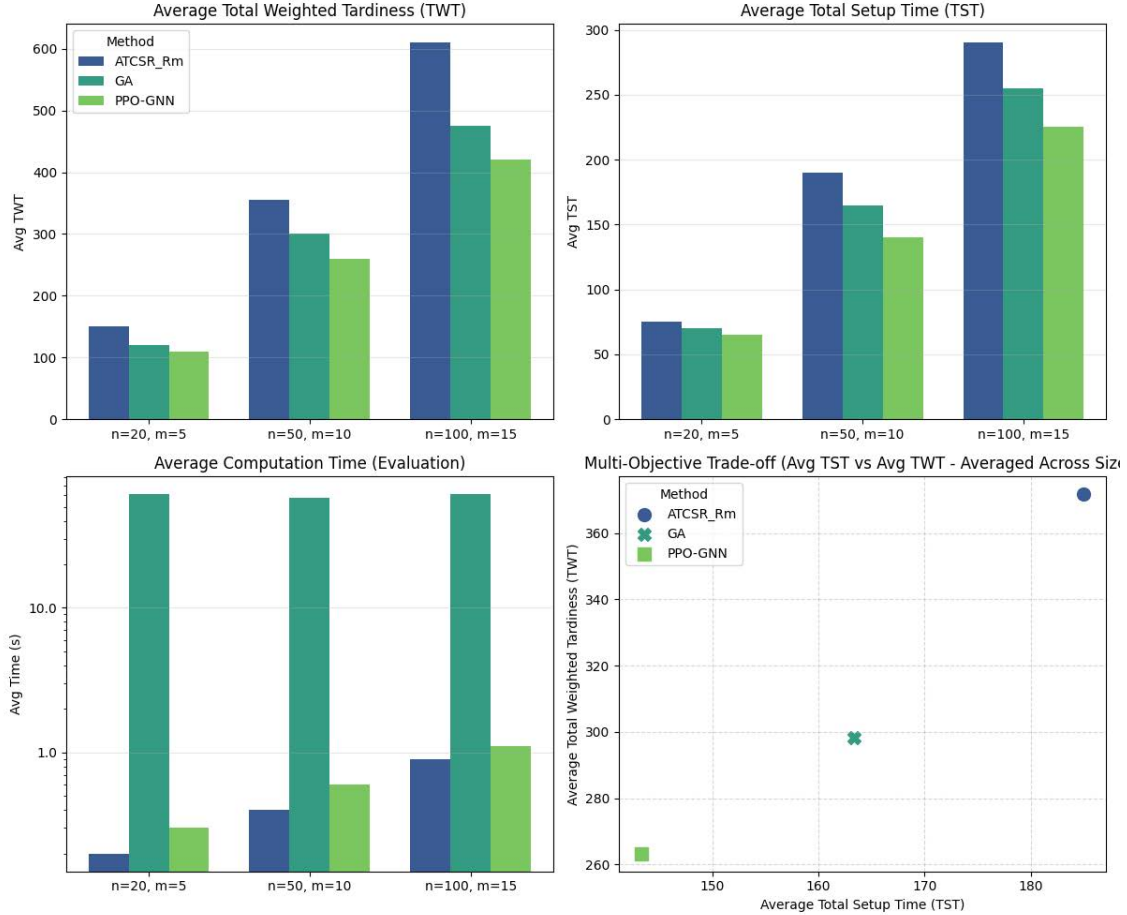 Average Total Weighted Tardiness (TWT)
Avg TWT
600
500
400
300
200
100
0
Method
ATCSR_Rm
GA
PPO-GNN
n=20, m=5
n=50, m=10
n=100, m=15
Average Total Setup Time (TST)
Avg TST
300
250
200
150
100
50
0
n=20, m=5
n=50, m=10
n=100, m=15
Average Computation Time (Evaluation)
Avg Time (s)
10.0
1.0
n=20, m=5
n=50, m=10
n=100, m=15
Multi-Objective Trade-off (Avg TST vs Avg TWT - Averaged Across Size
Average Total Weighted Tardiness (TWT)
360
340
320
300
280
260
Method
ATCSR_Rm
GA
PPO-GNN
150
160
170
180
Average Total Setup Time (TST)